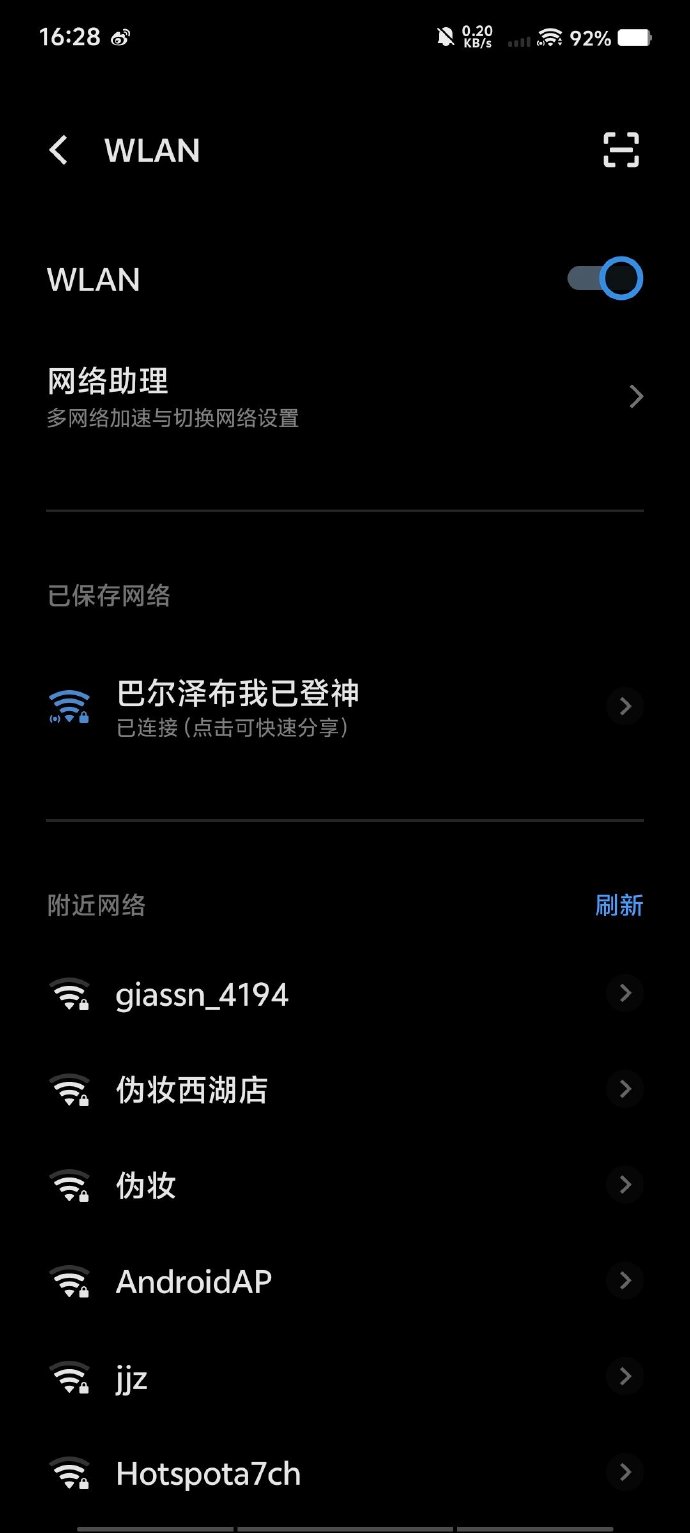 16:28
0.20
KB/s
92%
WLAN
WLAN
网络助理
多网络加速与切换网络设置
已保存网络
巴尔泽布我已登神
已连接 (点击可快速分享)
附近网络
刷新
giassn_4194
伪妆西湖店
伪妆
AndroidAP
jjz
Hotspota7ch